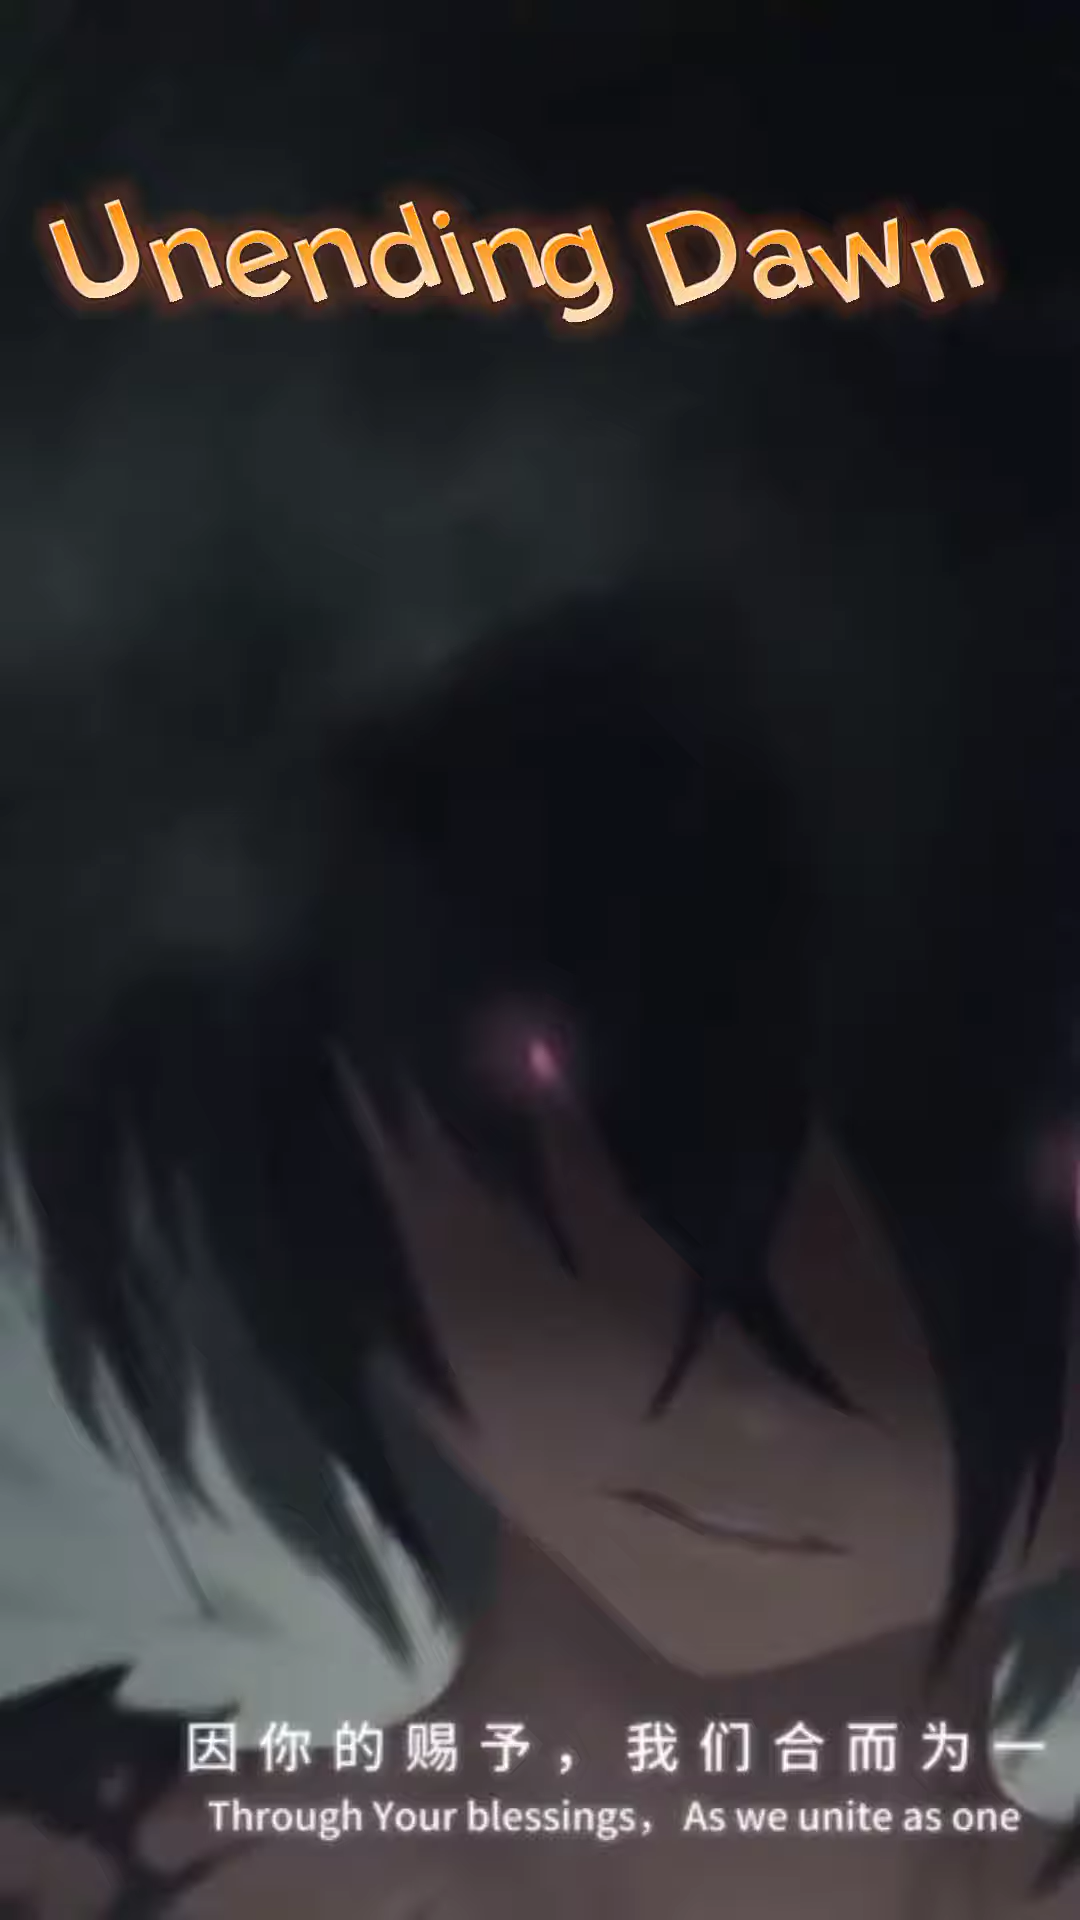 Unending Dawn
因你的赐予，我们合而为一
Through Your blessings，As we unite as one